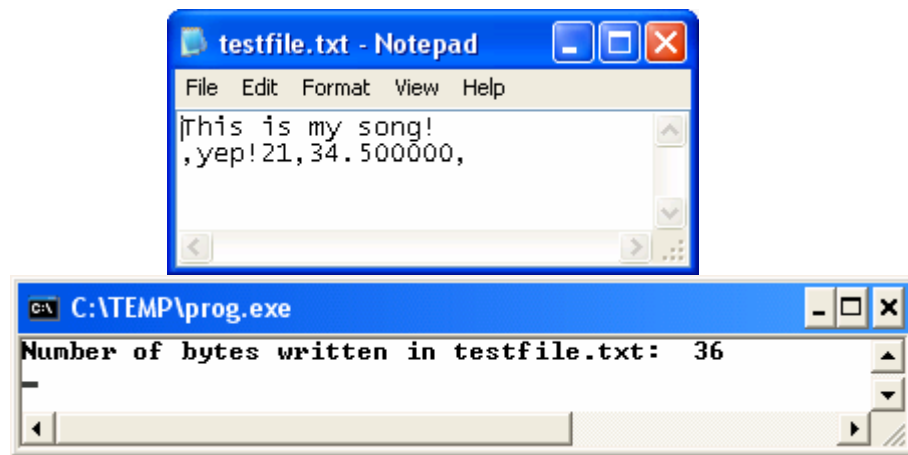 testfile.txt - Notepad
File Edit Format View Help
This is my song!
,yep!21,34.500000,
C:\TEMP\prog.exe
Number of bytes written in testfile.txt: 36